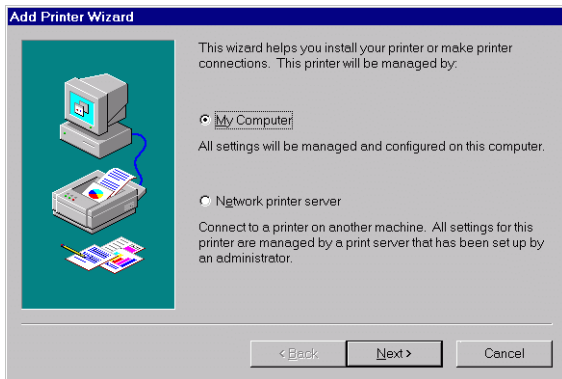 Add Printer Wizard
This wizard helps you install your printer or make printer
connections. This printer will be managed by:
My Computer
All settings will be managed and configured on this computer.
Network printer server
Connect to a printer on another machine. All settings for this
printer are managed by a print server that has been set up by
an administrator.
< Back
Next >
Cancel